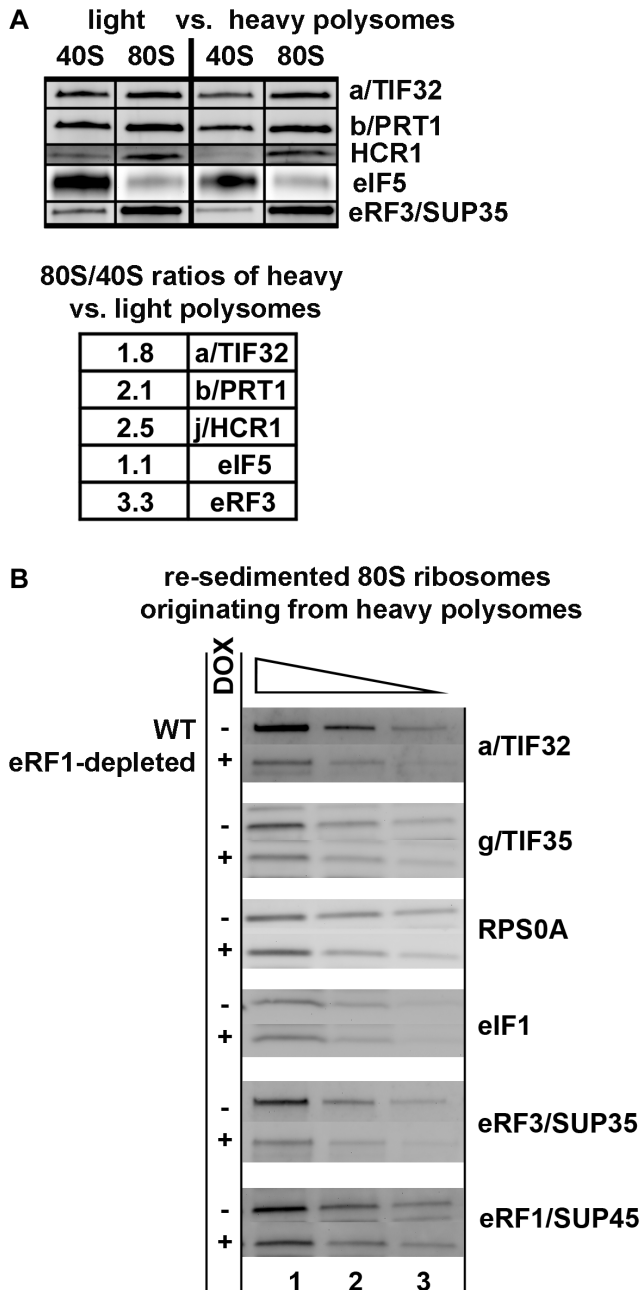 A
light vs. heavy polysomes
40S 80S 40S 80S
a/TIF32
b/PRT1
HCR1
eIF5
eRF3/SUP35
80S/40S ratios of heavy
vs. light polysomes
1.8 a/TIF32
2.1 b/PRT1
2.5 j/HCR1
1.1 eIF5
3.3 eRF3
B
re-sedimented 80S ribosomes
originating from heavy polysomes
DOX
WT -
eRF1-depleted +
a/TIF32
-
+
g/TIF35
-
+
RPS0A
-
+
eIF1
-
+
eRF3/SUP35
-
+
eRF1/SUP45
1 2 3